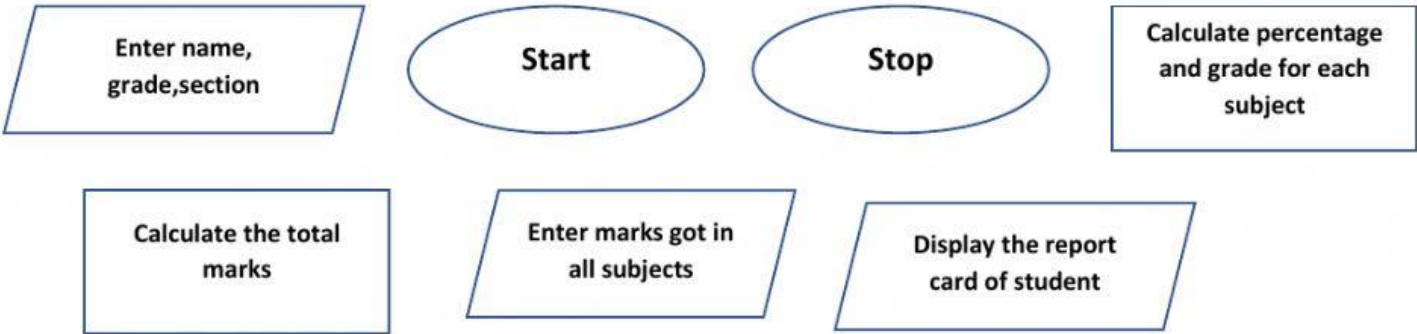 Enter name,
grade,section
Start
Stop
Calculate percentage
and grade for each
subject
Calculate the total
marks
Enter marks got in
all subjects
Display the report
card of student